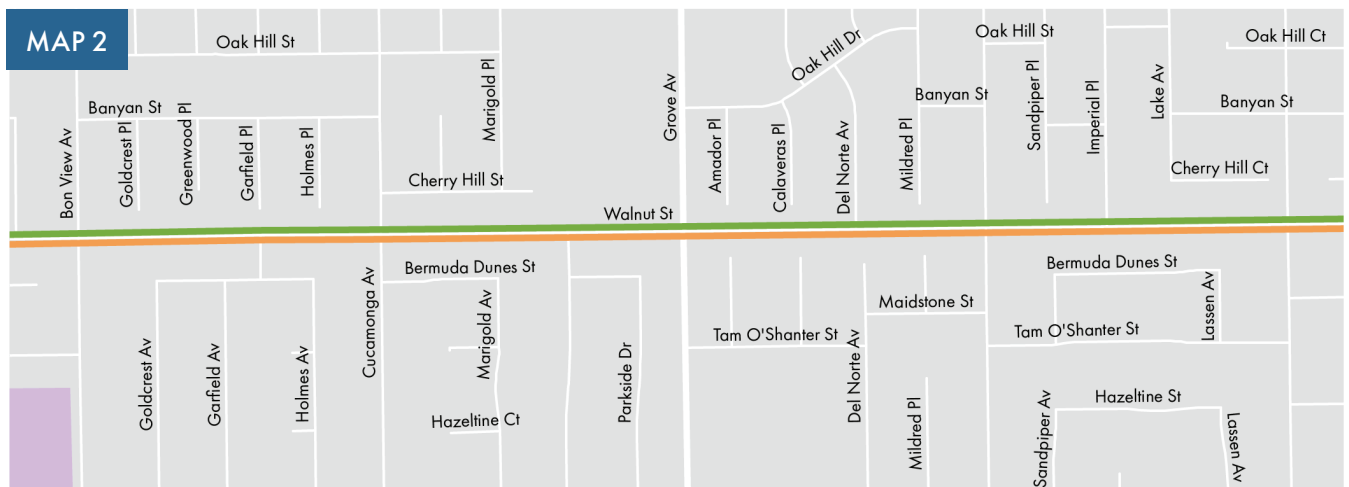 MAP 2
Oak Hill St
Oak Hill Dr
Oak Hill St
Oak Hill Ct
Banyan St
Banyan St
Banyan St
Bon View Av
Goldcrest Pl
Greenwood Pl
Garfield Pl
Holmes Pl
Marigold Pl
Cherry Hill St
Grove Av
Amador Pl
Calaveras Pl
Del Norte Av
Mildred Pl
Sandpiper Pl
Imperial Pl
Lake Av
Cherry Hill Ct
Walnut St
Bermuda Dunes St
Bermuda Dunes St
Cucamonga Av
Marigold Av
Maidstone St
Lassen Av
Tam O'Shanter St
Tam O'Shanter St
Goldcrest Av
Garfield Av
Holmes Av
Parkside Dr
Del Norte Av
Hazeltine Ct
Hazeltine St
Mildred Pl
Sandpiper Av
Lassen Av